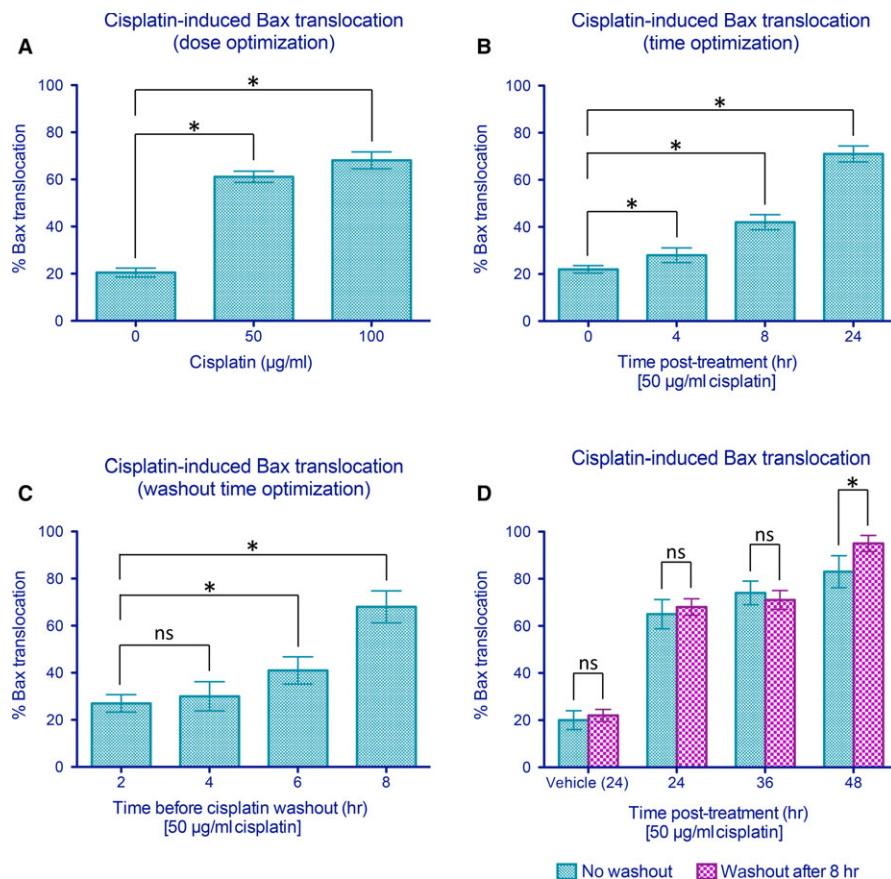 A
Cisplatin-induced Bax translocation
(dose optimization)
% Bax translocation
100
80
60
40
20
0
*
*
0 50 100
Cisplatin (µg/ml)
B
Cisplatin-induced Bax translocation
(time optimization)
% Bax translocation
100
80
60
40
20
0
*
*
*
0 4 8 24
Time post-treatment (hr)
[50 µg/ml cisplatin]
C
Cisplatin-induced Bax translocation
(washout time optimization)
% Bax translocation
100
80
60
40
20
0
*
*
ns
2 4 6 8
Time before cisplatin washout (hr)
[50 µg/ml cisplatin]
D
Cisplatin-induced Bax translocation
% Bax translocation
100
80
60
40
20
0
ns
ns
ns
*
Vehicle (24) 24 36 48
Time post-treatment (hr)
[50 µg/ml cisplatin]
No washout Washout after 8 hr